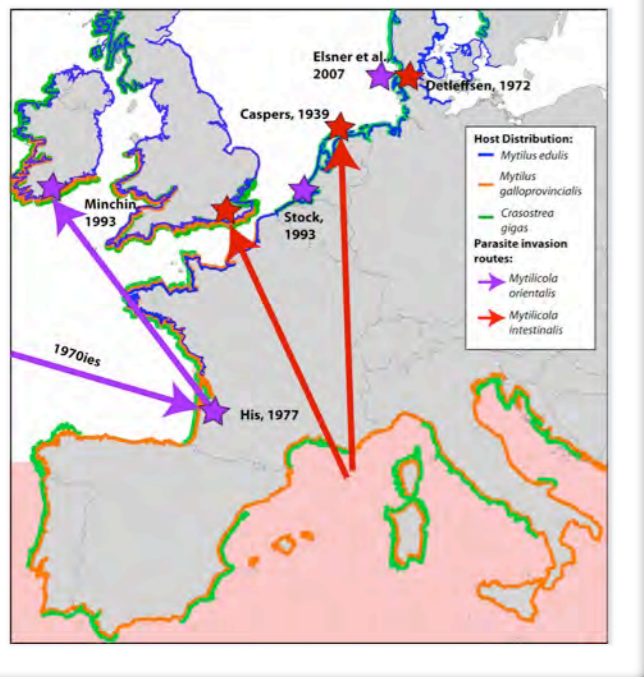 Elsner et al.,
2007
Detleffsen, 1972
Caspers, 1939
Minchin,
1993
Stock,
1993
Host Distribution:
Mytilus edulis
Mytilus
galloprovincialis
Crasostrea
gigas
Parasite invasion
routes:
Mytilicola
orientalis
Mytilicola
intestinalis
1970ies
His, 1977